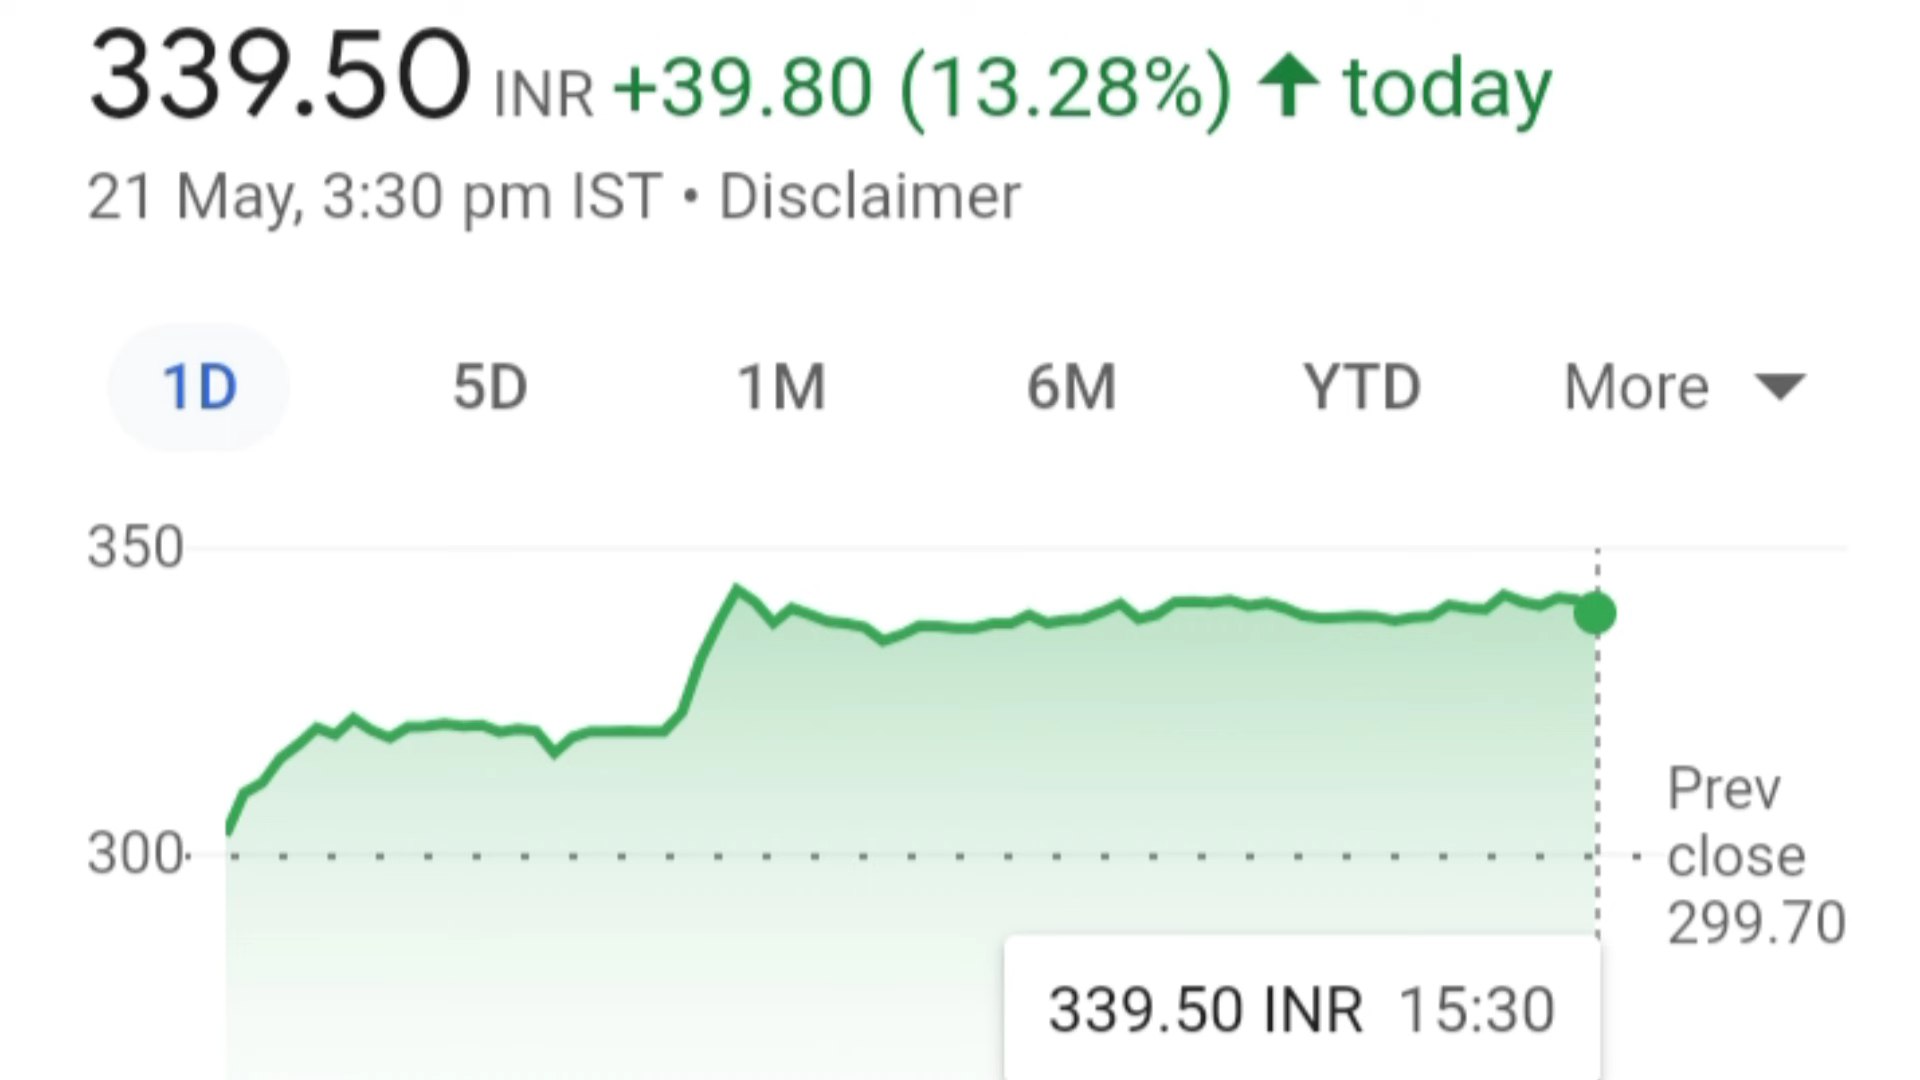 339.50 INR +39.80 (13.28%) ↑ today
21 May, 3:30 pm IST • Disclaimer
1D 5D 1M 6M YTD More
350
300
Prev
close
299.70
339.50 INR 15:30